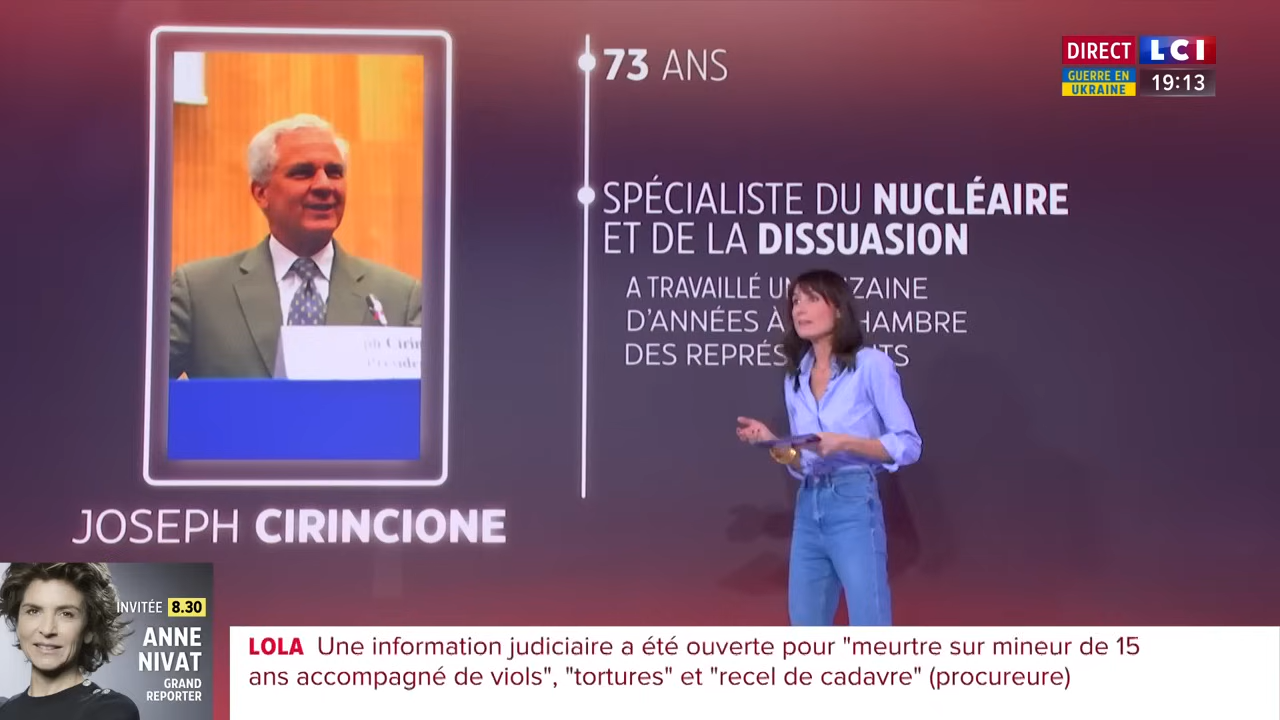 73 ANS
DIRECT LCI
GUERRE EN
UKRAINE
19:13
SPÉCIALISTE DU NUCLÉAIRE
ET DE LA DISSUASION
A TRAVAILLÉ
D'ANNÉES À
DES
JOSEPH CIRINCIONE
INVITÉE 8.30
ANNE
NIVAT
GRAND
REPORTER
LOLA Une information judiciaire a été ouverte pour "meurtre sur mineur de 15
ans accompagné de viols", "tortures" et "recel de cadavre" (procureure)